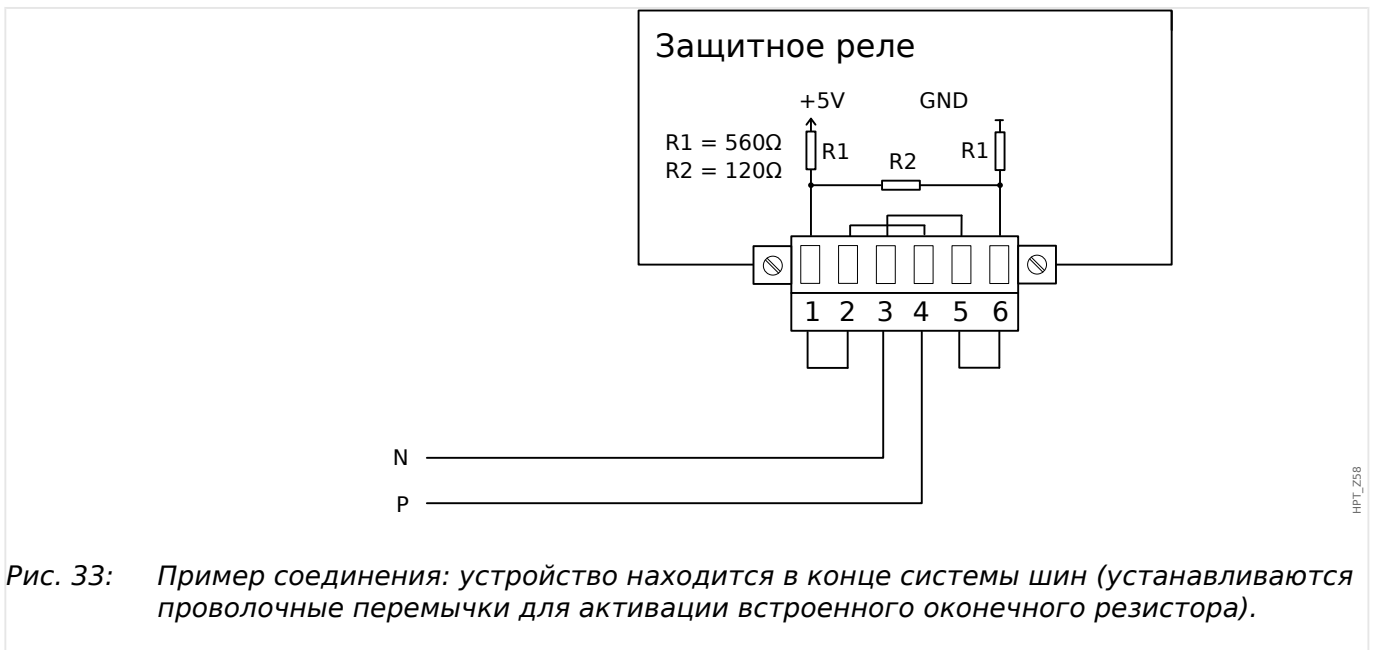 Защитное реле
+5V GND
R1 = 560Ω
R2 = 120Ω
R1 R2 R1
1 2 3 4 5 6
N
P
HPT_Z58
Рис. 33: Пример соединения: устройство находится в конце системы шин (устанавливаются
проволочные перемычки для активации встроенного оконечного резистора).